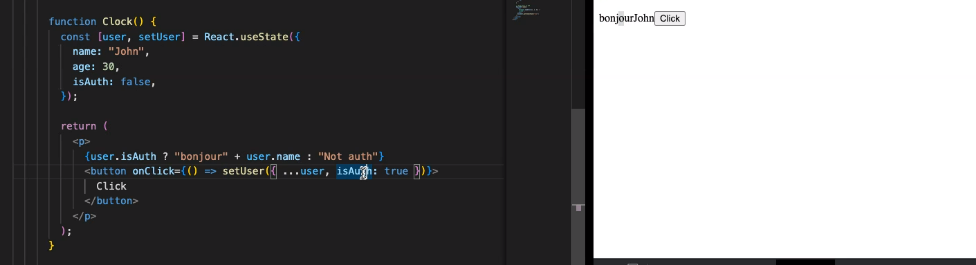 function Clock() {
const [user, setUser] = React.useState({
name: "John",
age: 30,
isAuth: false,
});
return (
<p>
{user.isAuth ? "bonjour" + user.name : "Not auth"}
<button onClick={() => setUser({ ...user, isAuth: true })}>
Click
</button>
</p>
);
}
bonjourJohn Click